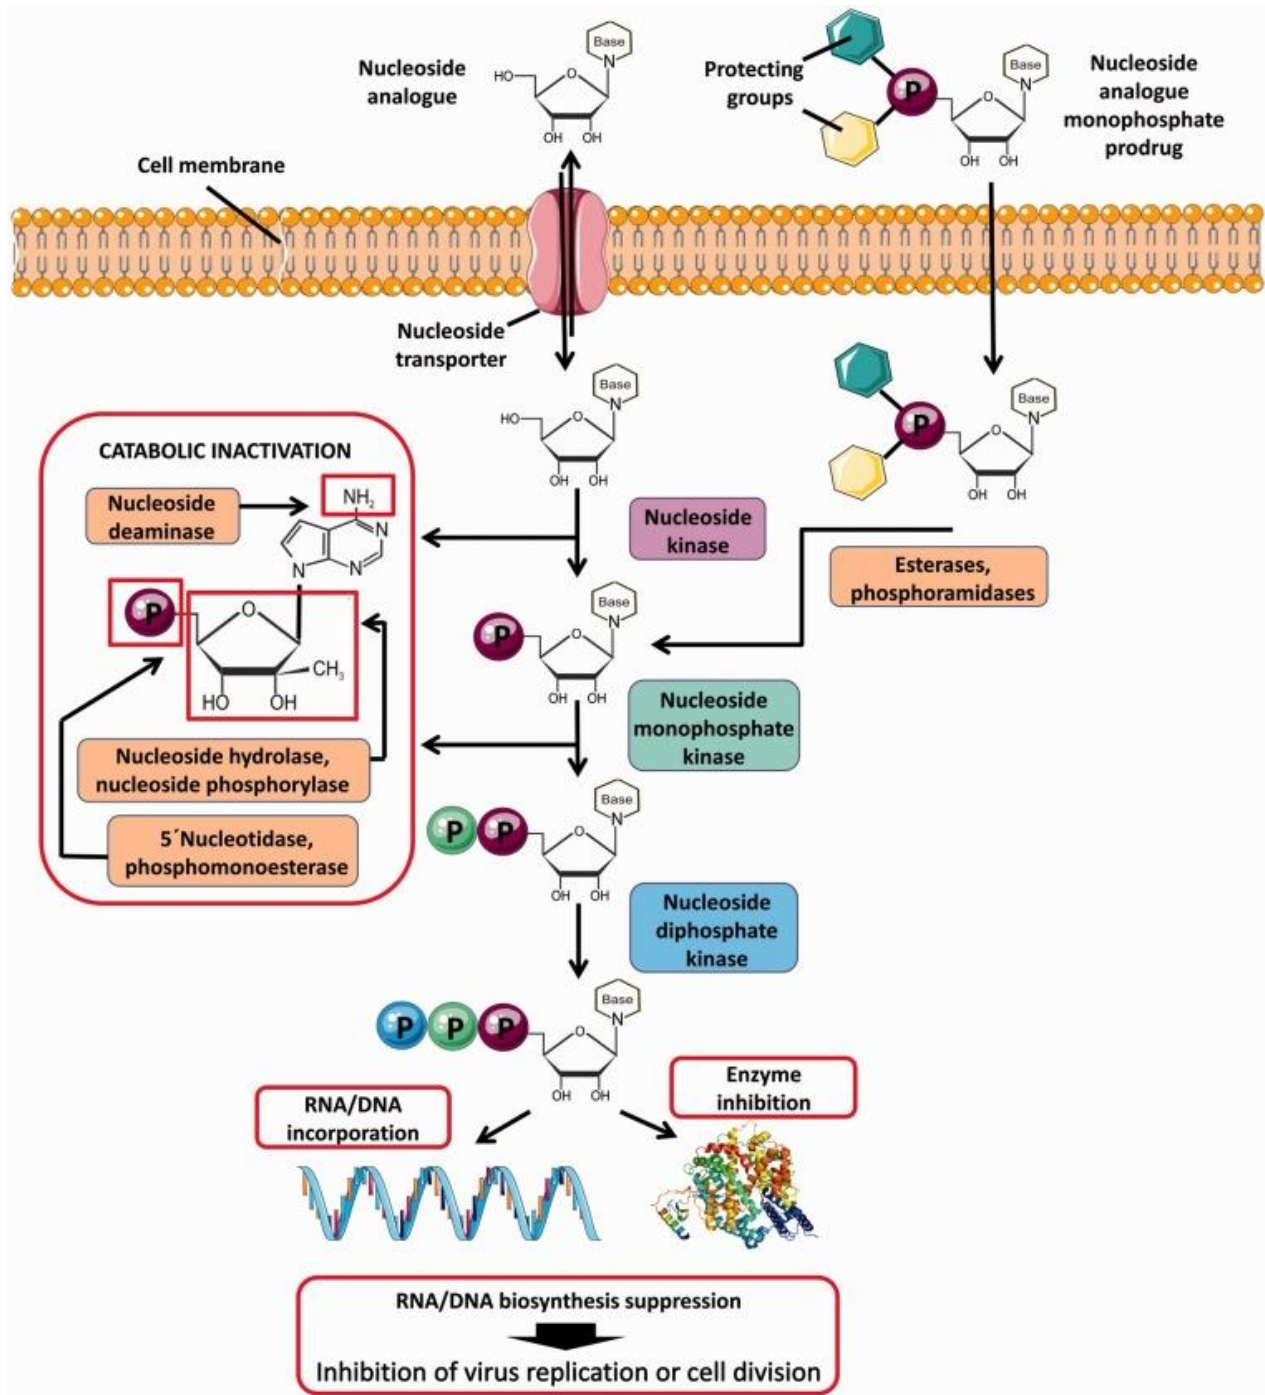 Nucleoside
analogue
Base
N
HO
O
OH OH
Protecting
groups
P
Base
N
O
OH OH
Nucleoside
analogue
monophosphate
prodrug
Cell membrane
Nucleoside
transporter
Base
N
HO
O
OH OH
P
Base
N
O
OH OH
CATABOLIC INACTIVATION
Nucleoside
deaminase
NH2
N
N
N
P
O
CH3
HO OH
Nucleoside hydrolase,
nucleoside phosphorylase
5´Nucleotidase,
phosphomonoesterase
Nucleoside
kinase
Esterases,
phosphoramidases
Base
N
P
O
OH OH
Nucleoside
monophosphate
kinase
Base
N
P P
O
OH OH
Nucleoside
diphosphate
kinase
Base
N
P P P
O
OH OH
RNA/DNA
incorporation
Enzyme
inhibition
RNA/DNA biosynthesis suppression
Inhibition of virus replication or cell division